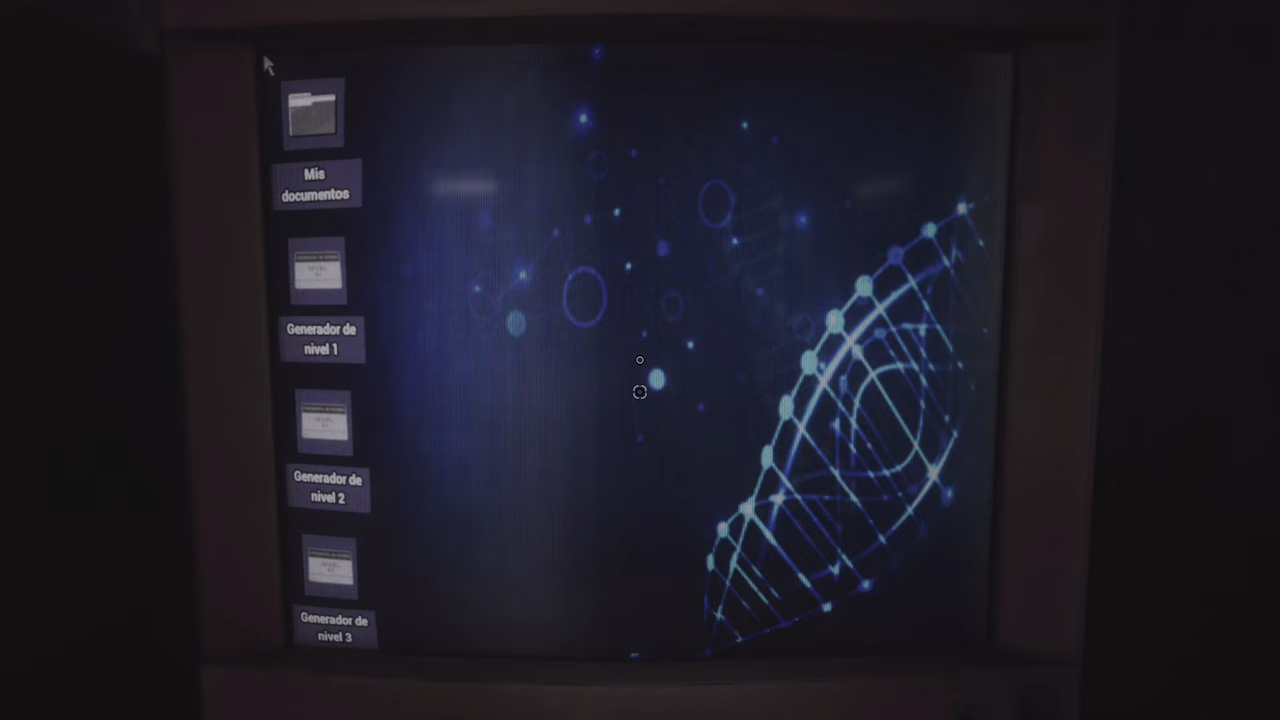 Mis
documentos
Generador de
nivel 1
Generador de
nivel 2
Generador de
nivel 3